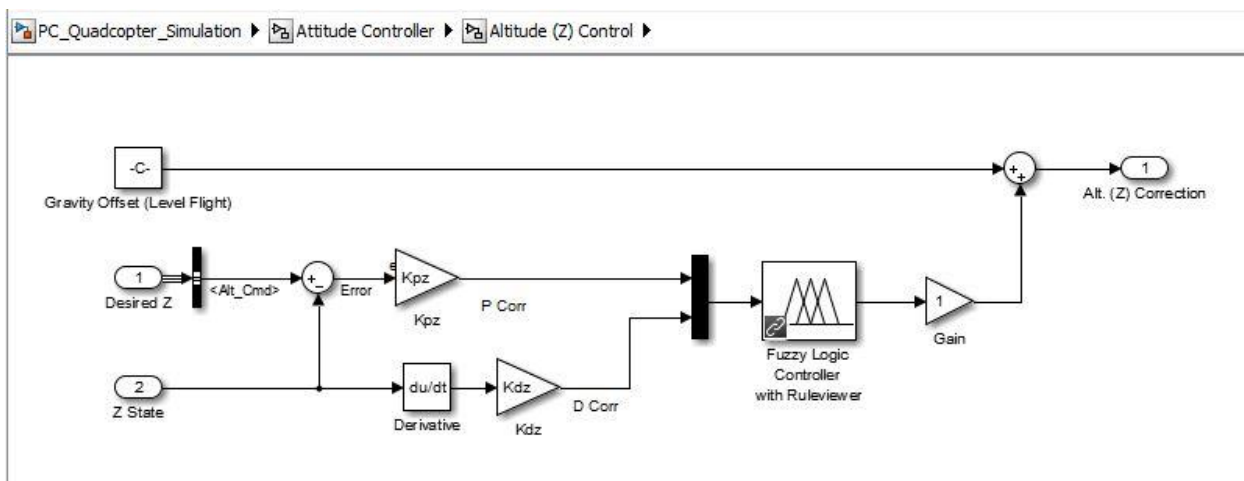 PC_Quadcopter_Simulation ▶ Attitude Controller ▶ Altitude (Z) Control ▶
-C-
Gravity Offset (Level Flight)
1
Alt. (Z) Correction
1
Desired Z
<Alt_Cmd>
Error
Kpz
Kpz
P Corr
Fuzzy Logic
Controller
with Ruleviewer
1
Gain
2
Z State
du/dt
Derivative
Kdz
Kdz
D Corr